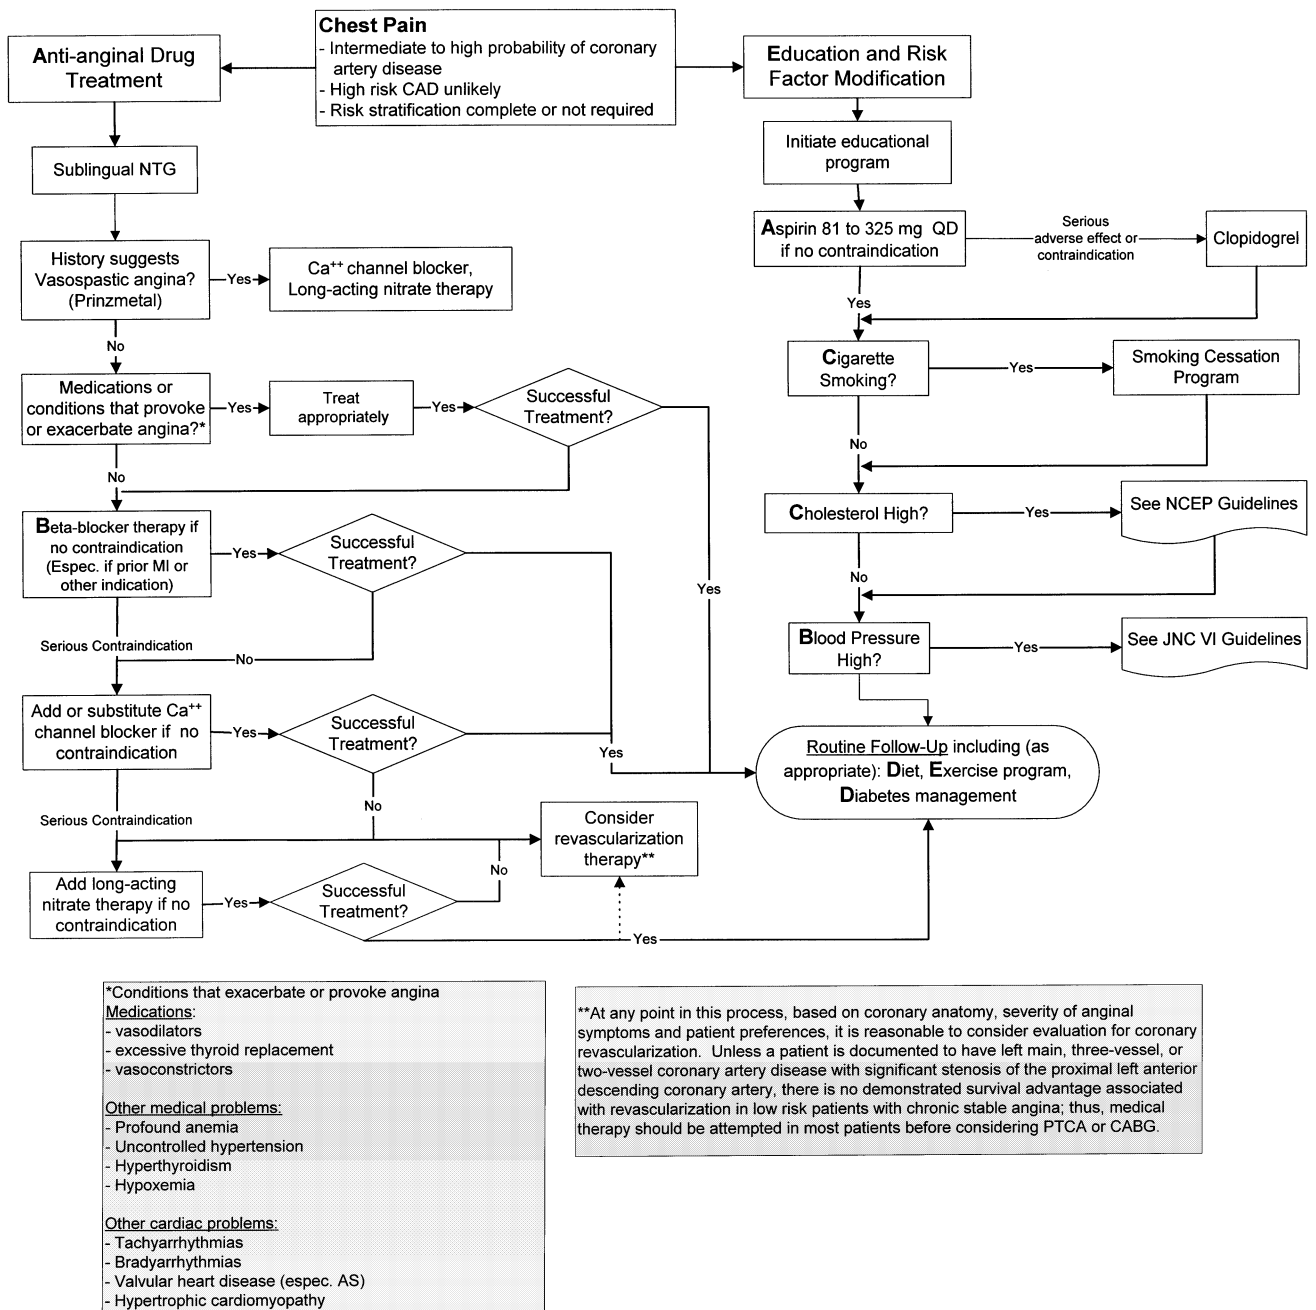 Chest Pain
- Intermediate to high probability of coronary
artery disease
- High risk CAD unlikely
- Risk stratification complete or not required
Anti-anginal Drug
Treatment
Sublingual NTG
History suggests
Vasospastic angina?
(Prinzmetal)
Yes
Ca++ channel blocker,
Long-acting nitrate therapy
No
Medications or
conditions that provoke
or exacerbate angina?*
Yes
Treat
appropriately
Yes
Successful
Treatment?
No
Beta-blocker therapy if
no contraindication
(Espec. if prior MI or
other indication)
Yes
Successful
Treatment?
Yes
Serious Contraindication
No
Add or substitute Ca++
channel blocker if no
contraindication
Yes
Successful
Treatment?
Yes
No
Serious Contraindication
Consider
revascularization
therapy**
Add long-acting
nitrate therapy if no
contraindication
Yes
Successful
Treatment?
No
Yes
Education and Risk
Factor Modification
Initiate educational
program
Aspirin 81 to 325 mg QD
if no contraindication
Serious
adverse effect or
contraindication
Clopidogrel
Yes
Cigarette
Smoking?
Yes
Smoking Cessation
Program
No
Cholesterol High?
Yes
See NCEP Guidelines
No
Blood Pressure
High?
Yes
See JNC VI Guidelines
Routine Follow-Up including (as
appropriate): Diet, Exercise program,
Diabetes management
*Conditions that exacerbate or provoke angina
Medications:
- vasodilators
- excessive thyroid replacement
- vasoconstrictors
Other medical problems:
- Profound anemia
- Uncontrolled hypertension
- Hyperthyroidism
- Hypoxemia
Other cardiac problems:
- Tachyarrhythmias
- Bradyarrhythmias
- Valvular heart disease (espec. AS)
- Hypertrophic cardiomyopathy
**At any point in this process, based on coronary anatomy, severity of anginal
symptoms and patient preferences, it is reasonable to consider evaluation for coronary
revascularization. Unless a patient is documented to have left main, three-vessel, or
two-vessel coronary artery disease with significant stenosis of the proximal left anterior
descending coronary artery, there is no demonstrated survival advantage associated
with revascularization in low risk patients with chronic stable angina; thus, medical
therapy should be attempted in most patients before considering PTCA or CABG.